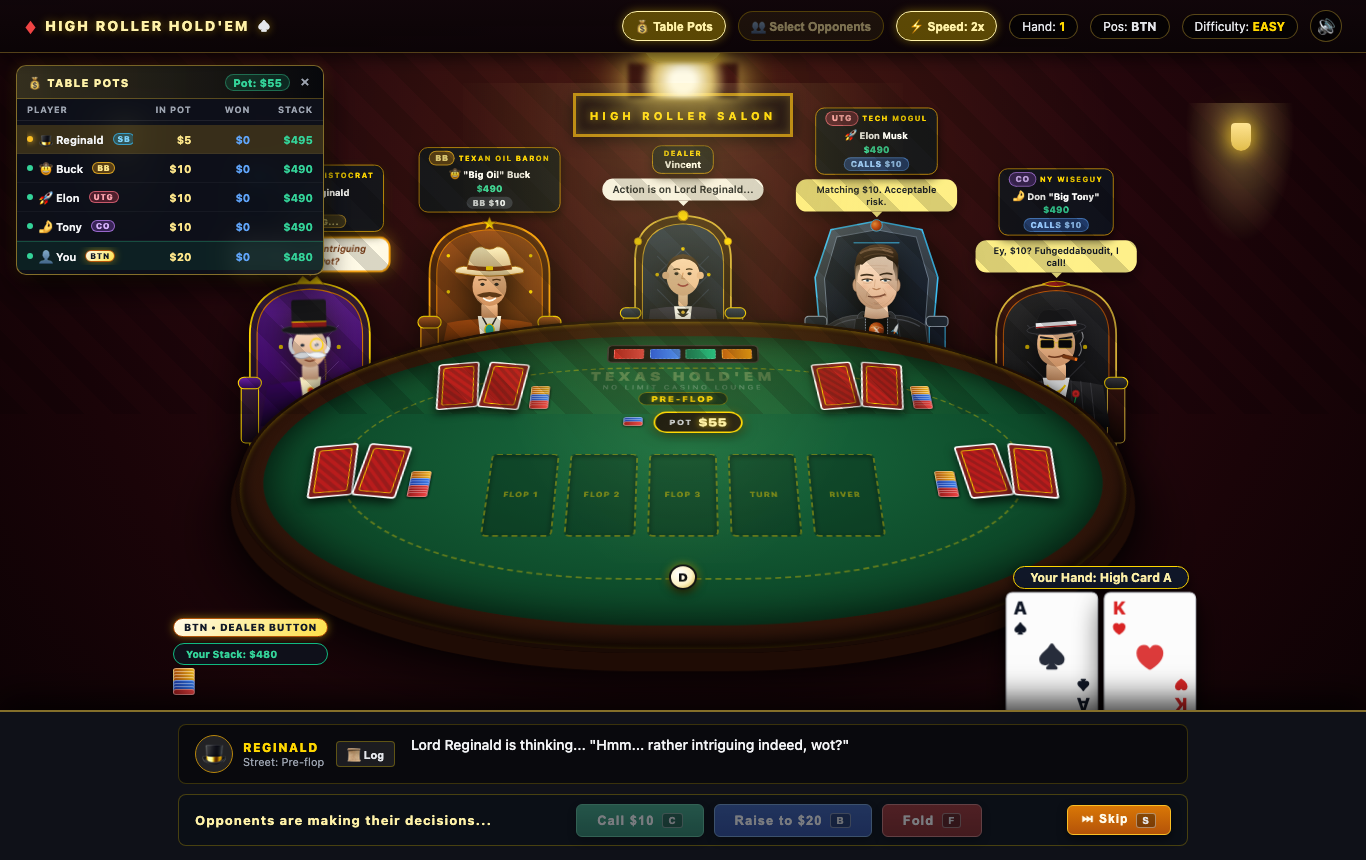 ♦ HIGH ROLLER HOLD'EM ♠
💰 Table Pots
👥 Select Opponents
⚡ Speed: 2x
Hand: 1
Pos: BTN
Difficulty: EASY
💰 TABLE POTS Pot: $55 ✕
PLAYER IN POT WON STACK
Reginald SB $5 $0 $495
Buck BB $10 $0 $490
Elon UTG $10 $0 $490
Tony CO $10 $0 $490
You BTN $20 $0 $480
BB TEXAN OIL BARON
"Big Oil" Buck
$490
BB $10
HIGH ROLLER SALON
DEALER
Vincent
Action is on Lord Reginald...
UTG TECH MOGUL
Elon Musk
$490
CALLS $10
Matching $10. Acceptable
risk.
CO NY WISEGUY
Don "Big Tony"
$490
CALLS $10
Ey, $10? Fuhgeddaboudit, I
call!
TEXAS HOLD'EM
NO LIMIT CASINO LOUNGE
PRE-FLOP
POT $55
FLOP 1
FLOP 2
FLOP 3
TURN
RIVER
D
BTN • DEALER BUTTON
Your Stack: $480
Your Hand: High Card A
A
A
K
K
REGINALD
Street: Pre-flop
Log
Lord Reginald is thinking... "Hmm... rather intriguing indeed, wot?"
Opponents are making their decisions...
Call $10 C
Raise to $20 B
Fold F
⏭ Skip S